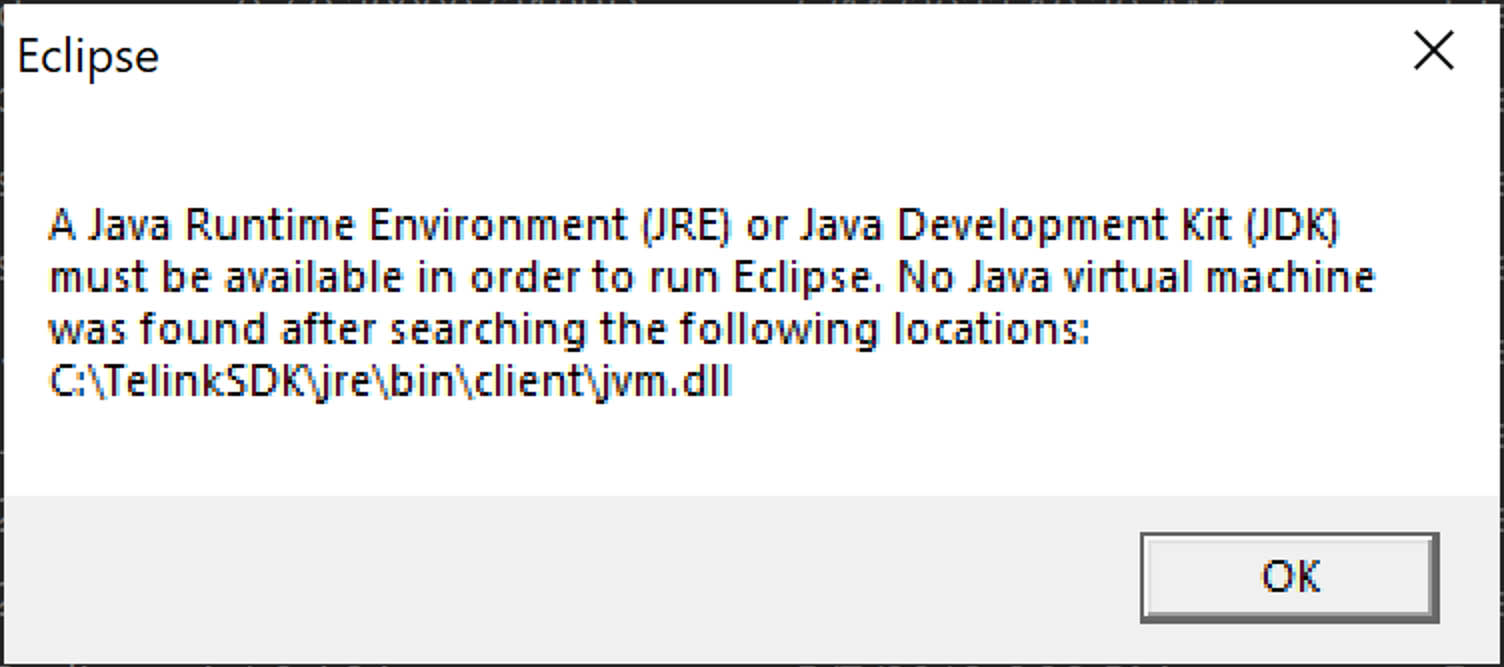 Eclipse
A Java Runtime Environment (JRE) or Java Development Kit (JDK)
must be available in order to run Eclipse. No Java virtual machine
was found after searching the following locations:
C:\TelinkSDK\jre\bin\client\jvm.dll
OK